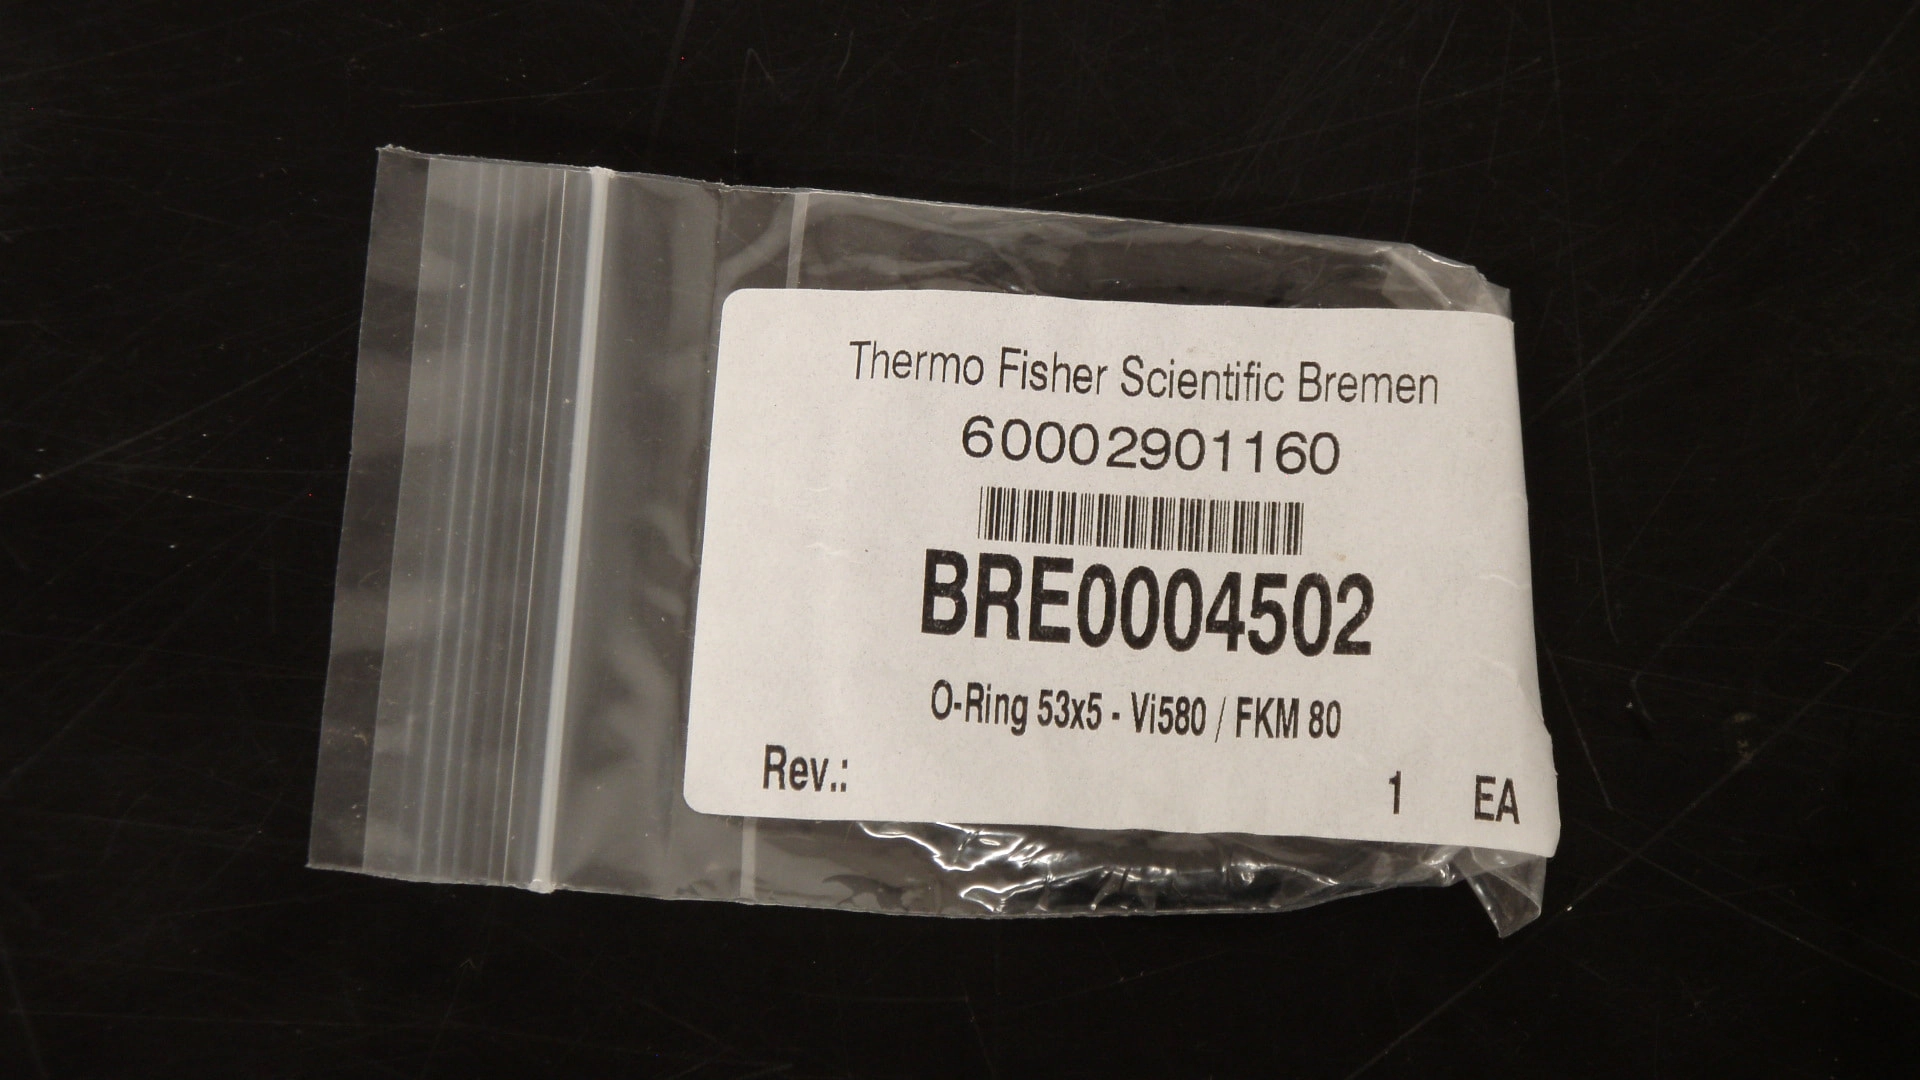 Thermo Fisher Scientific Bremen
60002901160
BRE0004502
O-Ring 53x5 - Vi580 / FKM 80
Rev.: 1 EA